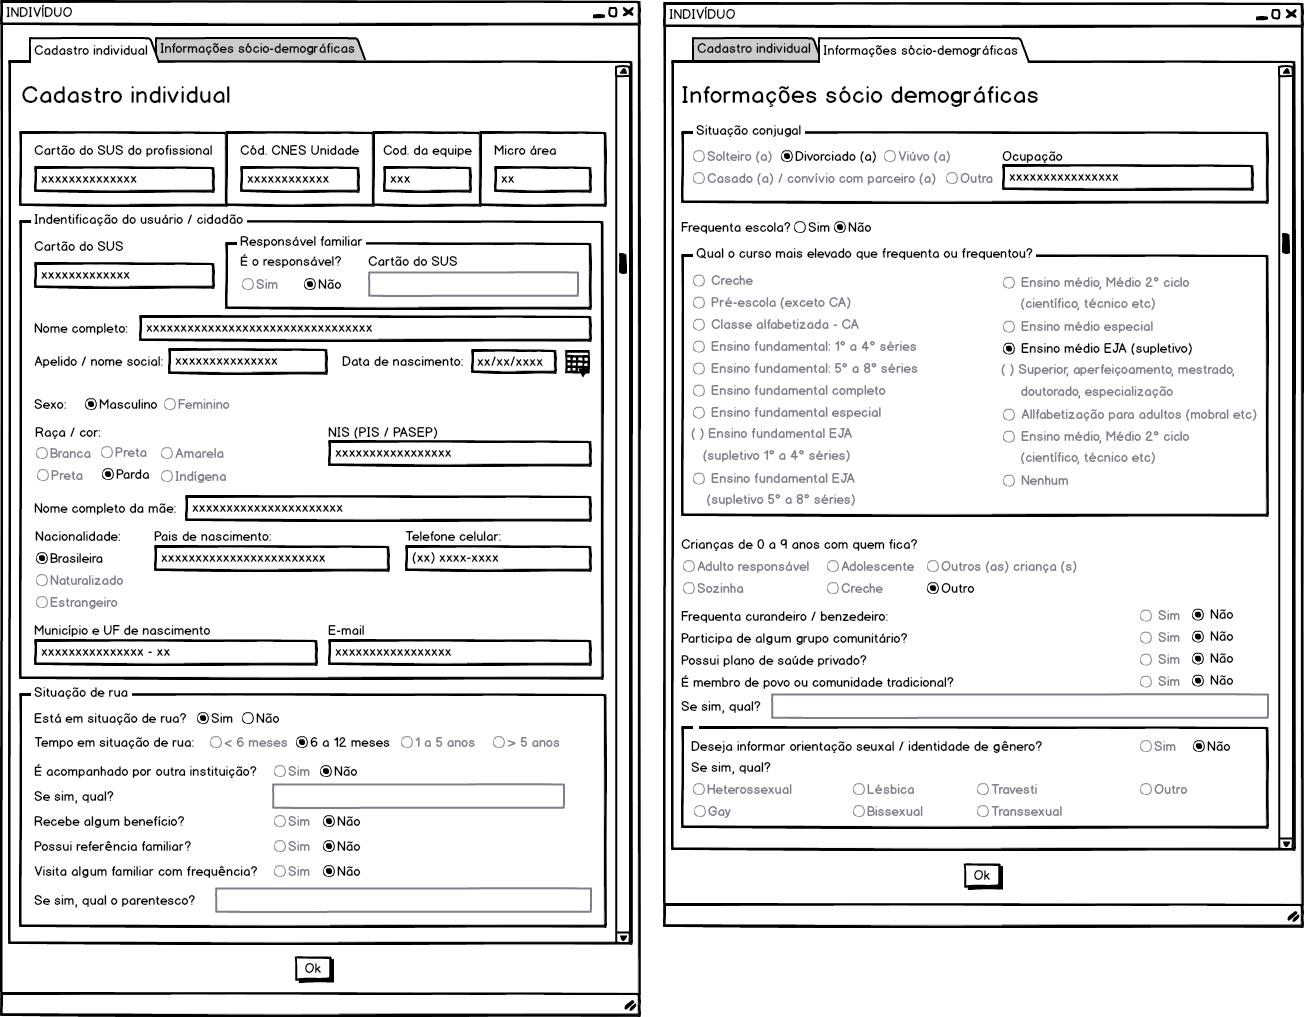 INDIVÍDUO
Cadastro individual
Informações sócio-demográficas
Cadastro individual
Cartão do SUS do profissional
Cód. CNES Unidade
Cod. da equipe
Micro área
xxxxxxxxxxxxxx
xxxxxxxxxxxx
xxx
xx
Indentificação do usuário / cidadão
Cartão do SUS
xxxxxxxxxxxxx
Responsável familiar
É o responsável?
Cartão do SUS
Sim Não
Nome completo: xxxxxxxxxxxxxxxxxxxxxxxxxxxxxxxxx
Apelido / nome social: xxxxxxxxxxxxxxx Data de nascimento: xx/xx/xxxx
Sexo: Masculino Feminino
Raça / cor:
NIS (PIS / PASEP)
Branca Preta Amarela
xxxxxxxxxxxxxxxxx
Preta Parda Indígena
Nome completo da mãe: xxxxxxxxxxxxxxxxxxxxxx
Nacionalidade:
Pais de nascimento:
Telefone celular:
Brasileira
xxxxxxxxxxxxxxxxxxxxxxxx
(xx) xxxx-xxxx
Naturalizado
Estrangeiro
Município e UF de nascimento
E-mail
xxxxxxxxxxxxxxx - xx
xxxxxxxxxxxxxxxxx
Situação de rua
Está em situação de rua? Sim Não
Tempo em situação de rua: < 6 meses 6 a 12 meses 1 a 5 anos > 5 anos
É acompanhado por outra instituição? Sim Não
Se sim, qual?
Recebe algum benefício? Sim Não
Possui referência familiar? Sim Não
Visita algum familiar com frequência? Sim Não
Se sim, qual o parentesco?
Ok
INDIVÍDUO
Cadastro individual
Informações sócio-demográficas
Informações sócio demográficas
Situação conjugal
Solteiro (a) Divorciado (a) Viúvo (a)
Ocupação
Casado (a) / convívio com parceiro (a) Outra
xxxxxxxxxxxxxxxx
Frequenta escola? Sim Não
Qual o curso mais elevado que frequenta ou frequentou?
Creche
Pré-escola (exceto CA)
Classe alfabetizada - CA
Ensino fundamental: 1° a 4° séries
Ensino fundamental: 5° a 8° séries
Ensino fundamental completo
Ensino fundamental especial
( ) Ensino fundamental EJA
(supletivo 1° a 4° séries)
Ensino fundamental EJA
(supletivo 5° a 8° séries)
Ensino médio, Médio 2° ciclo
(científico, técnico etc)
Ensino médio especial
Ensino médio EJA (supletivo)
( ) Superior, aperfeiçoamento, mestrado,
doutorado, especialização
Allfabetização para adultos (mobral etc)
Ensino médio, Médio 2° ciclo
(científico, técnico etc)
Nenhum
Crianças de 0 a 9 anos com quem fica?
Adulto responsável Adolescente Outros (as) criança (s)
Sozinha Creche Outro
Frequenta curandeiro / benzedeiro: Sim Não
Participa de algum grupo comunitário? Sim Não
Possui plano de saúde privado? Sim Não
É membro de povo ou comunidade tradicional? Sim Não
Se sim, qual?
Deseja informar orientação seuxal / identidade de gênero? Sim Não
Se sim, qual?
Heterossexual Lésbica Travesti Outro
Gay Bissexual Transsexual
Ok